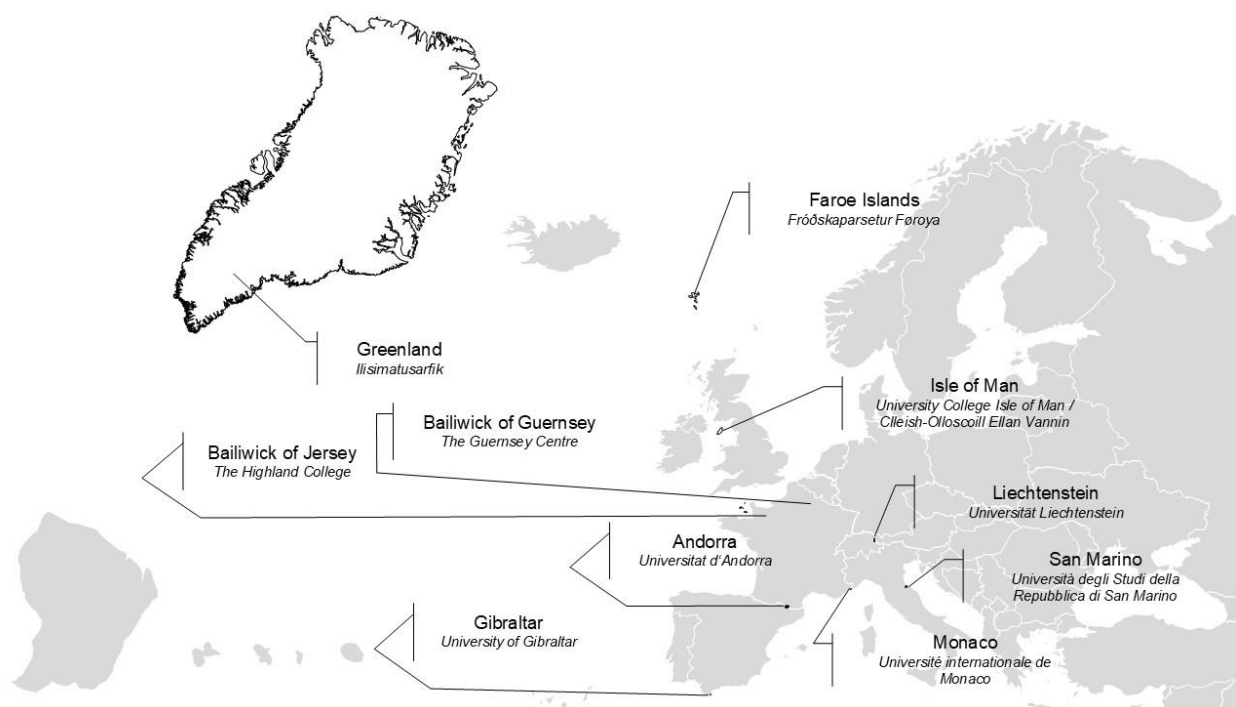 Faroe Islands
Fróðskaparsetur Føroya
Greenland
Ilisimatusarfik
Isle of Man
University College Isle of Man /
Clleish-Olloscoill Ellan Vannin
Bailiwick of Guernsey
The Guernsey Centre
Bailiwick of Jersey
The Highland College
Liechtenstein
Universität Liechtenstein
Andorra
Universitat d‘Andorra
San Marino
Università degli Studi della
Repubblica di San Marino
Gibraltar
University of Gibraltar
Monaco
Université internationale de
Monaco